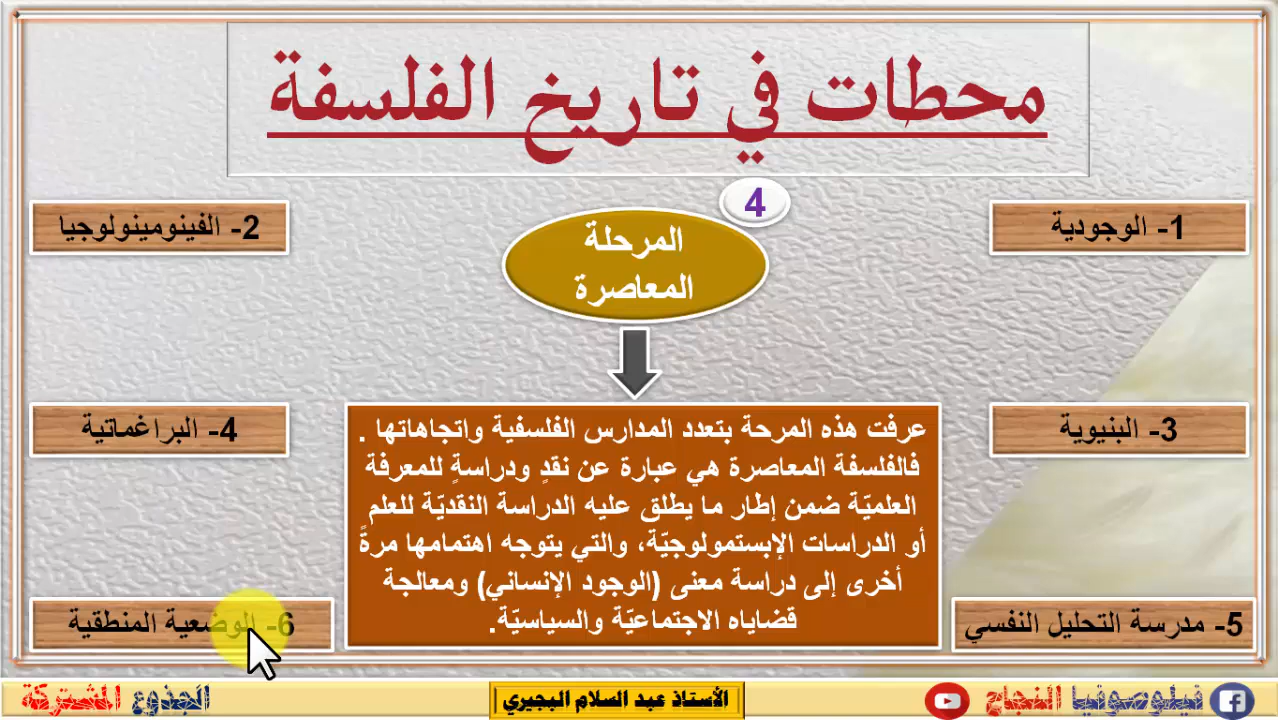 محطات في تاريخ الفلسفة
4
المرحلة
المعاصرة
1- الوجودية
2- الفينومينولوجيا
3- البنيوية
4- البراغماتية
5- مدرسة التحليل النفسي
6- الوضعية المنطقية
عرفت هذه المرحة بتعدد المدارس الفلسفية واتجاهاتها .
فالفلسفة المعاصرة هي عبارة عن نقدٍ ودراسةٍ للمعرفة
العلميّة ضمن إطار ما يطلق عليه الدراسة النقديّة للعلم
أو الدراسات الإبستمولوجيّة، والتي يتوجه اهتمامها مرةً
أخرى إلى دراسة معنى (الوجود الإنساني) ومعالجة
قضاياه الاجتماعيّة والسياسيّة.
فيلوصوفيا النجاح
الأستاذ عبد السلام البجيري
الجذوع المشتركة